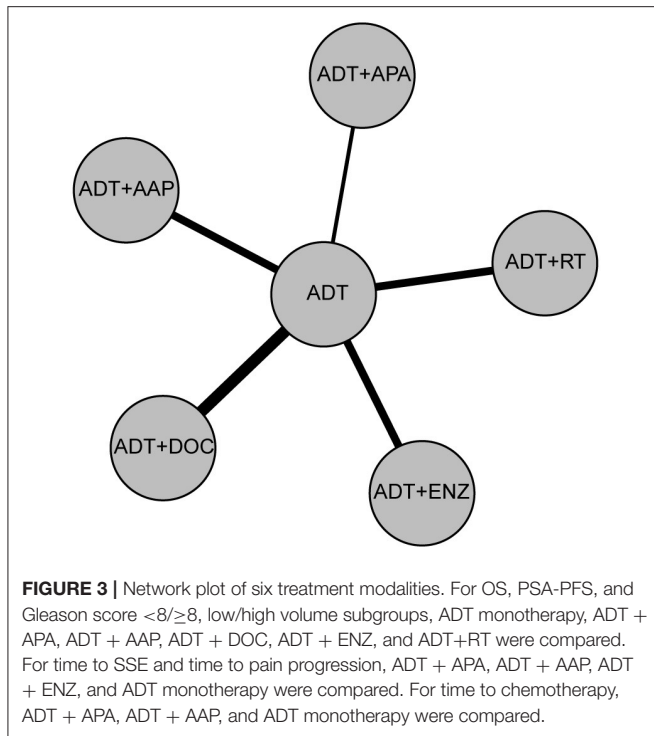 ADT+APA
ADT+AAP
ADT+RT
ADT
ADT+DOC
ADT+ENZ
FIGURE 3 | Network plot of six treatment modalities. For OS, PSA-PFS, and
Gleason score <8/≥8, low/high volume subgroups, ADT monotherapy, ADT +
APA, ADT + AAP, ADT + DOC, ADT + ENZ, and ADT+RT were compared.
For time to SSE and time to pain progression, ADT + APA, ADT + AAP, ADT
+ ENZ, and ADT monotherapy were compared. For time to chemotherapy,
ADT + APA, ADT + AAP, and ADT monotherapy were compared.